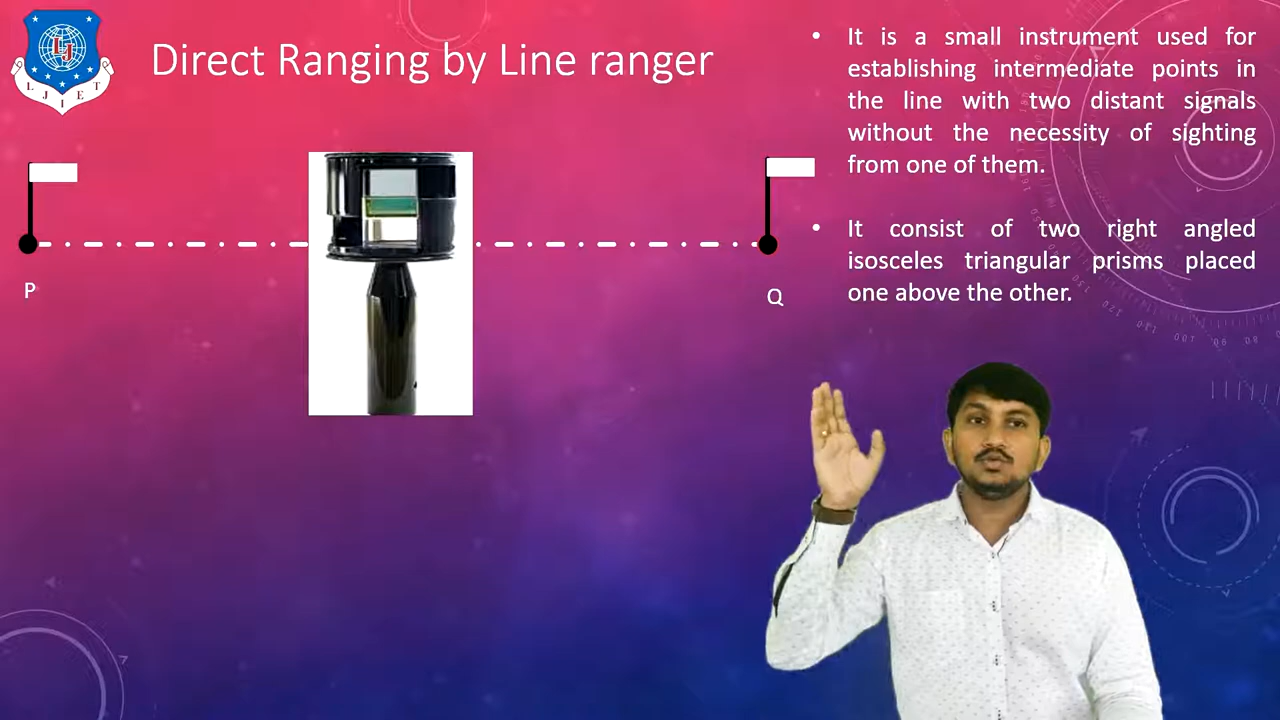 LJ
L J I E T
Direct Ranging by Line ranger
• It is a small instrument used for
establishing intermediate points in
the line with two distant signals
without the necessity of sighting
from one of them.
• It consist of two right angled
isosceles triangular prisms placed
one above the other.
P
Q